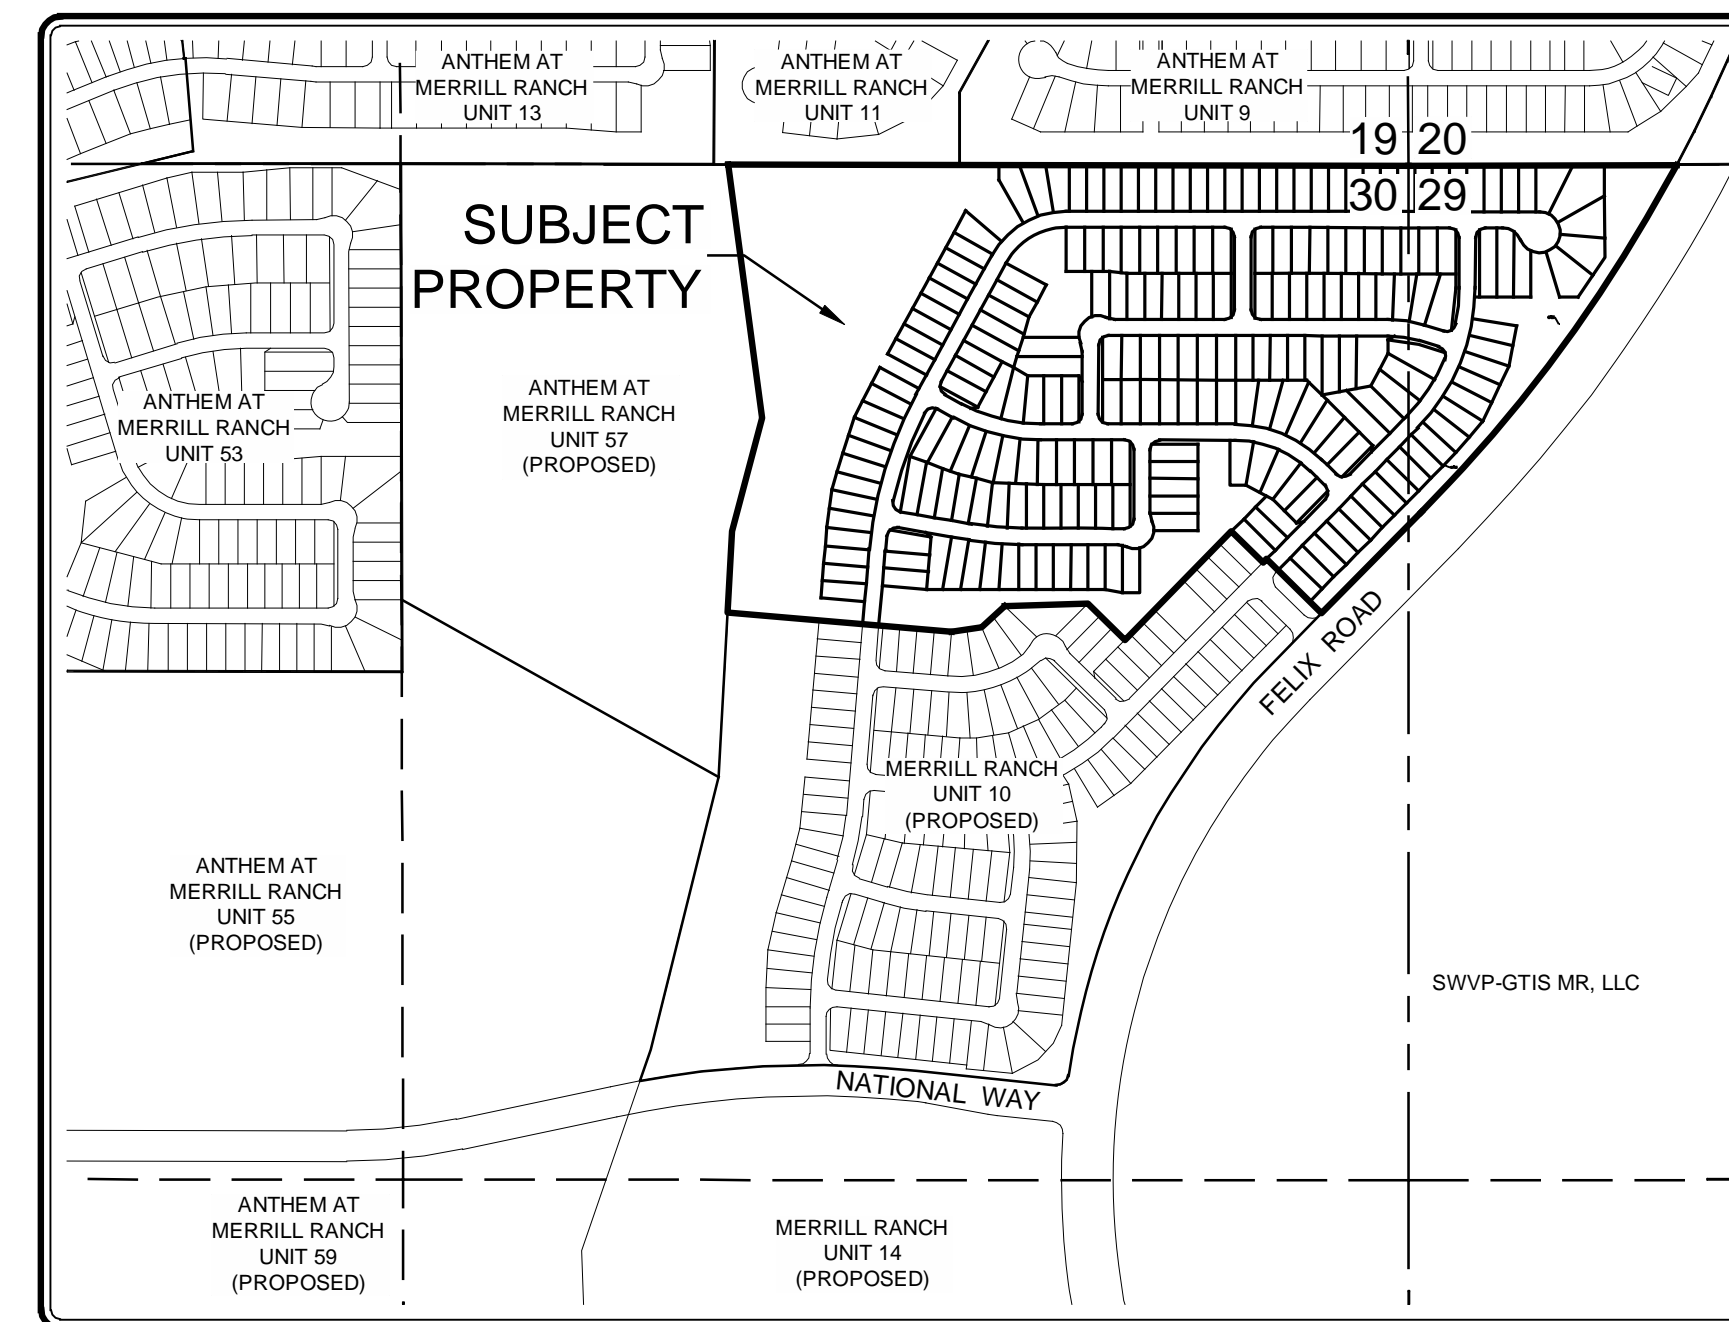 ANTHEM AT
MERRILL RANCH
UNIT 13
ANTHEM AT
MERRILL RANCH
UNIT 11
ANTHEM AT
MERRILL RANCH
UNIT 9
19 20
30 29
SUBJECT
PROPERTY
ANTHEM AT
MERRILL RANCH
UNIT 53
ANTHEM AT
MERRILL RANCH
UNIT 57
(PROPOSED)
FELIX ROAD
MERRILL RANCH
UNIT 10
(PROPOSED)
ANTHEM AT
MERRILL RANCH
UNIT 55
(PROPOSED)
SWVP-GTIS MR, LLC
NATIONAL WAY
ANTHEM AT
MERRILL RANCH
UNIT 59
(PROPOSED)
MERRILL RANCH
UNIT 14
(PROPOSED)